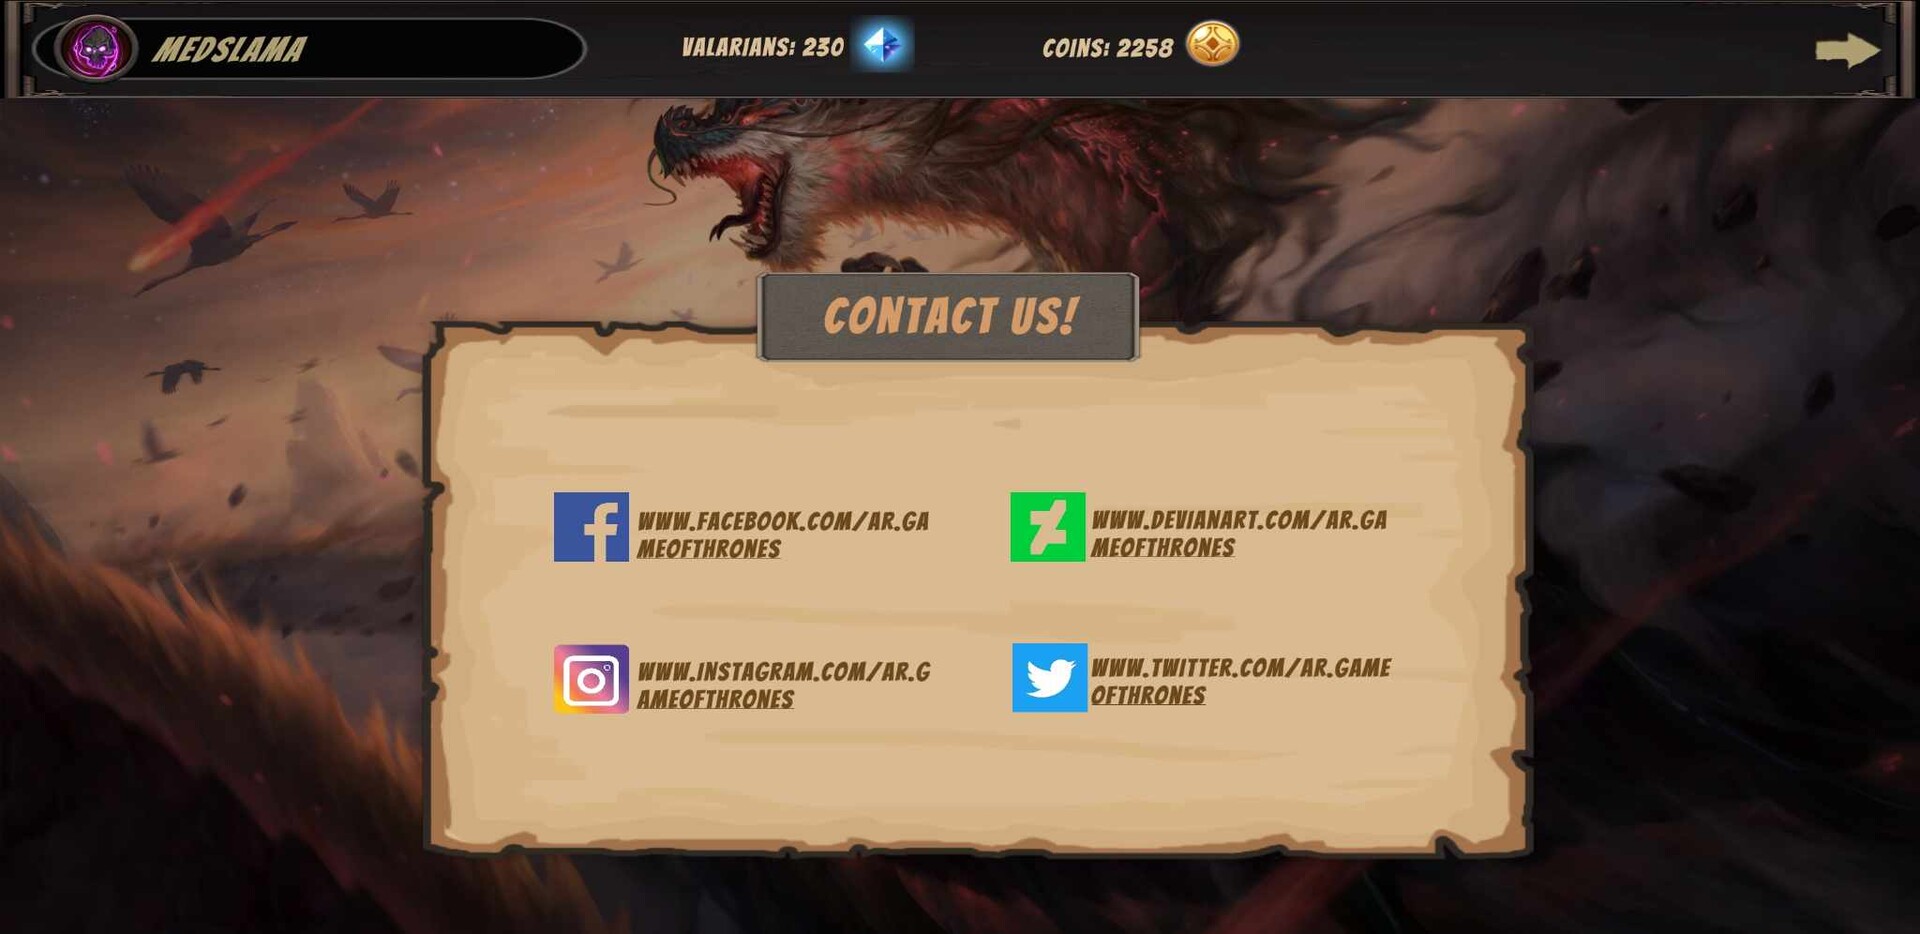 MEDSLAMA
VALARIANS: 230
COINS: 2258
CONTACT US!
WWW.FACEBOOK.COM/AR.GA
MEOFTHRONES
WWW.DEVIANART.COM/AR.GA
MEOFTHRONES
WWW.INSTAGRAM.COM/AR.G
AMEOFTHRONES
WWW.TWITTER.COM/AR.GAME
OFTHRONES